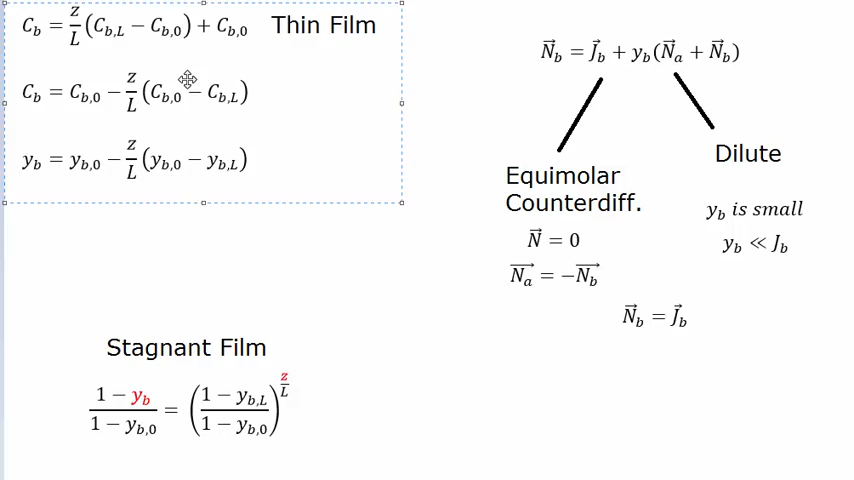 C_b = z/L (C_{b,L} − C_{b,0}) + C_{b,0} Thin Film
C_b = C_{b,0} − z/L (C_{b,0} − C_{b,L})
y_b = y_{b,0} − z/L (y_{b,0} − y_{b,L})
Stagnant Film
(1 − y_b)/(1 − y_{b,0}) = ((1 − y_{b,L})/(1 − y_{b,0}))^{z/L}
N⃗_b = J⃗_b + y_b(N⃗_a + N⃗_b)
Equimolar
Counterdiff.
N⃗ = 0
N⃗_a = −N⃗_b
Dilute
y_b is small
y_b ≪ J_b
N⃗_b = J⃗_b